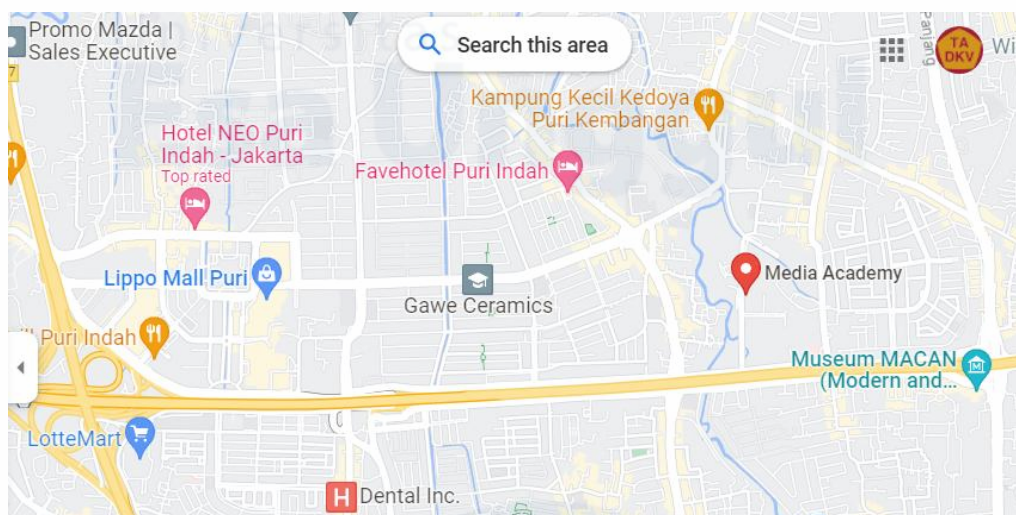 Promo Mazda |
Sales Executive
Search this area
TA
DKV
Wi
Panjang
7
Kampung Kecil Kedoya
Puri Kembangan
Hotel NEO Puri
Indah - Jakarta
Top rated
Favehotel Puri Indah
Lippo Mall Puri
Gawe Ceramics
Media Academy
Puri Indah
Museum MACAN
(Modern and...
LotteMart
H
Dental Inc.